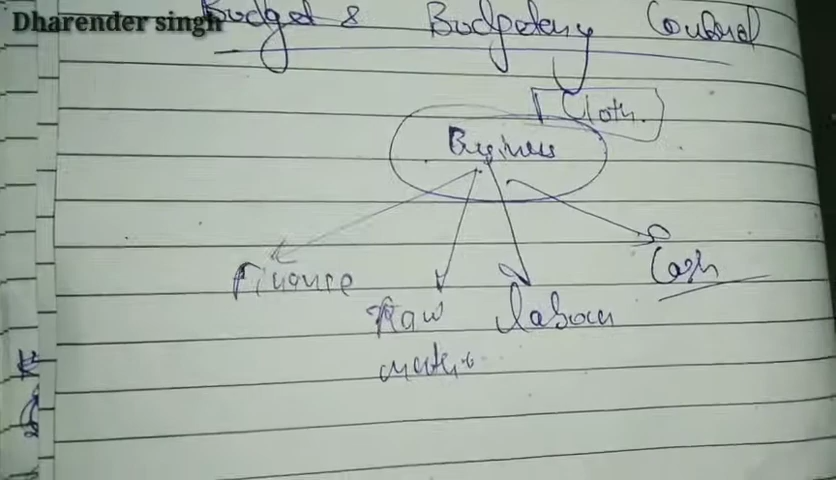 Dharender singh
Budget & Budgetary Control
Cloth.
Business
Finance
Cash
Raw
labour